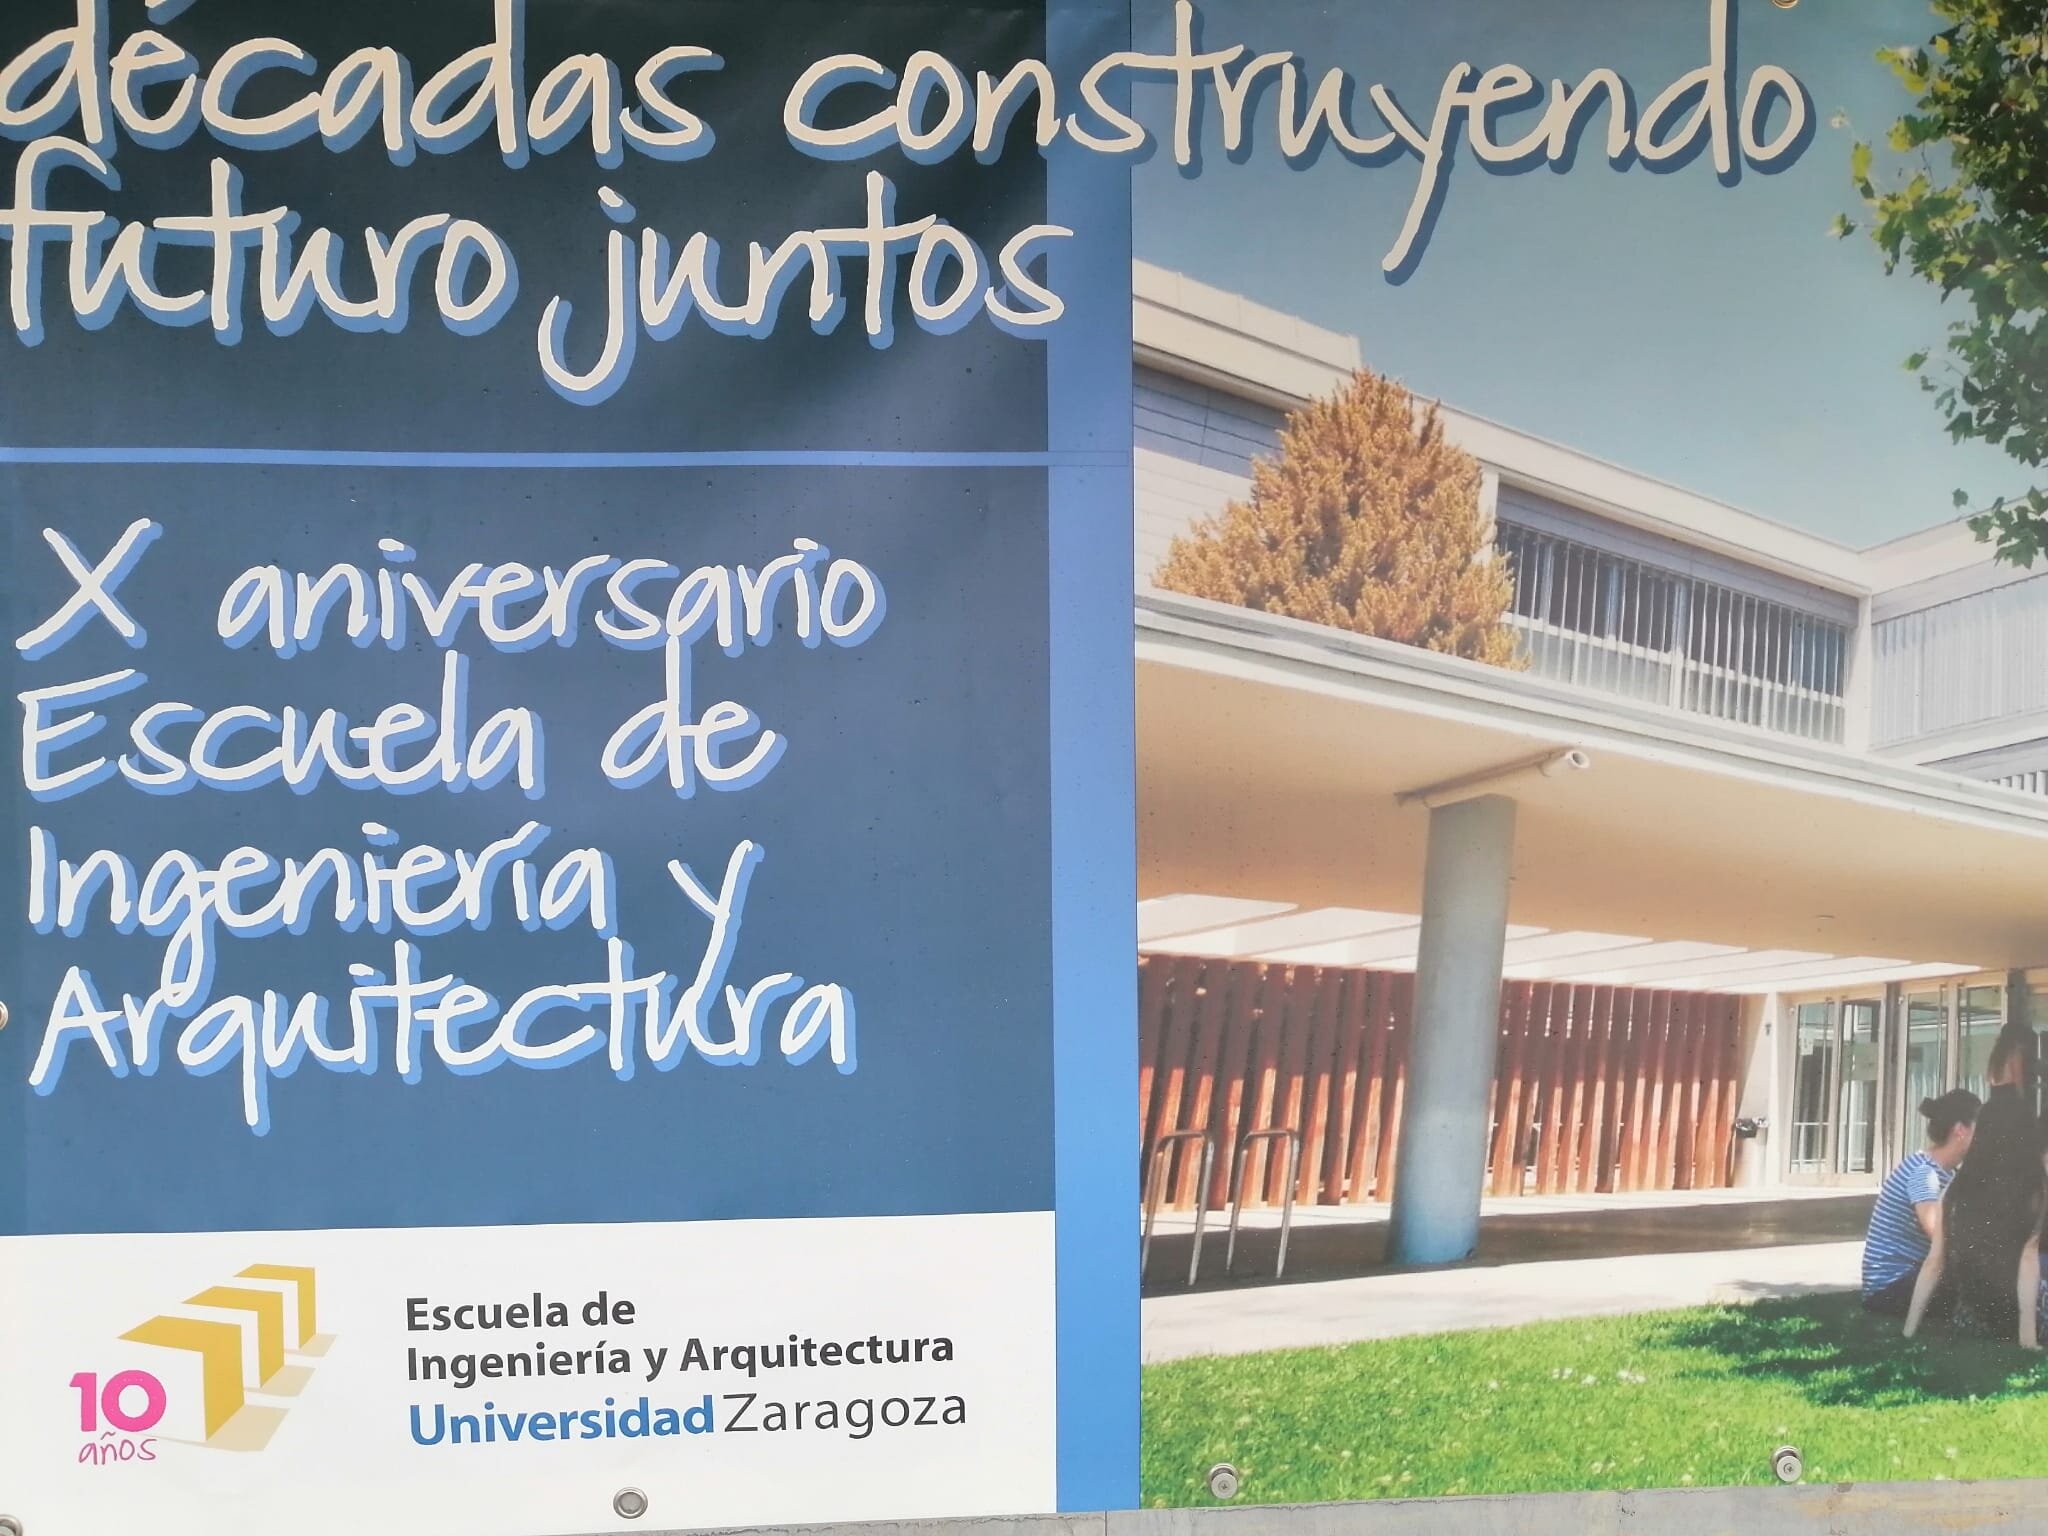 décadas construyendo
futuro juntos
X aniversario
Escuela de
Ingeniería y
Arquitectura
10
años
Escuela de
Ingeniería y Arquitectura
Universidad Zaragoza